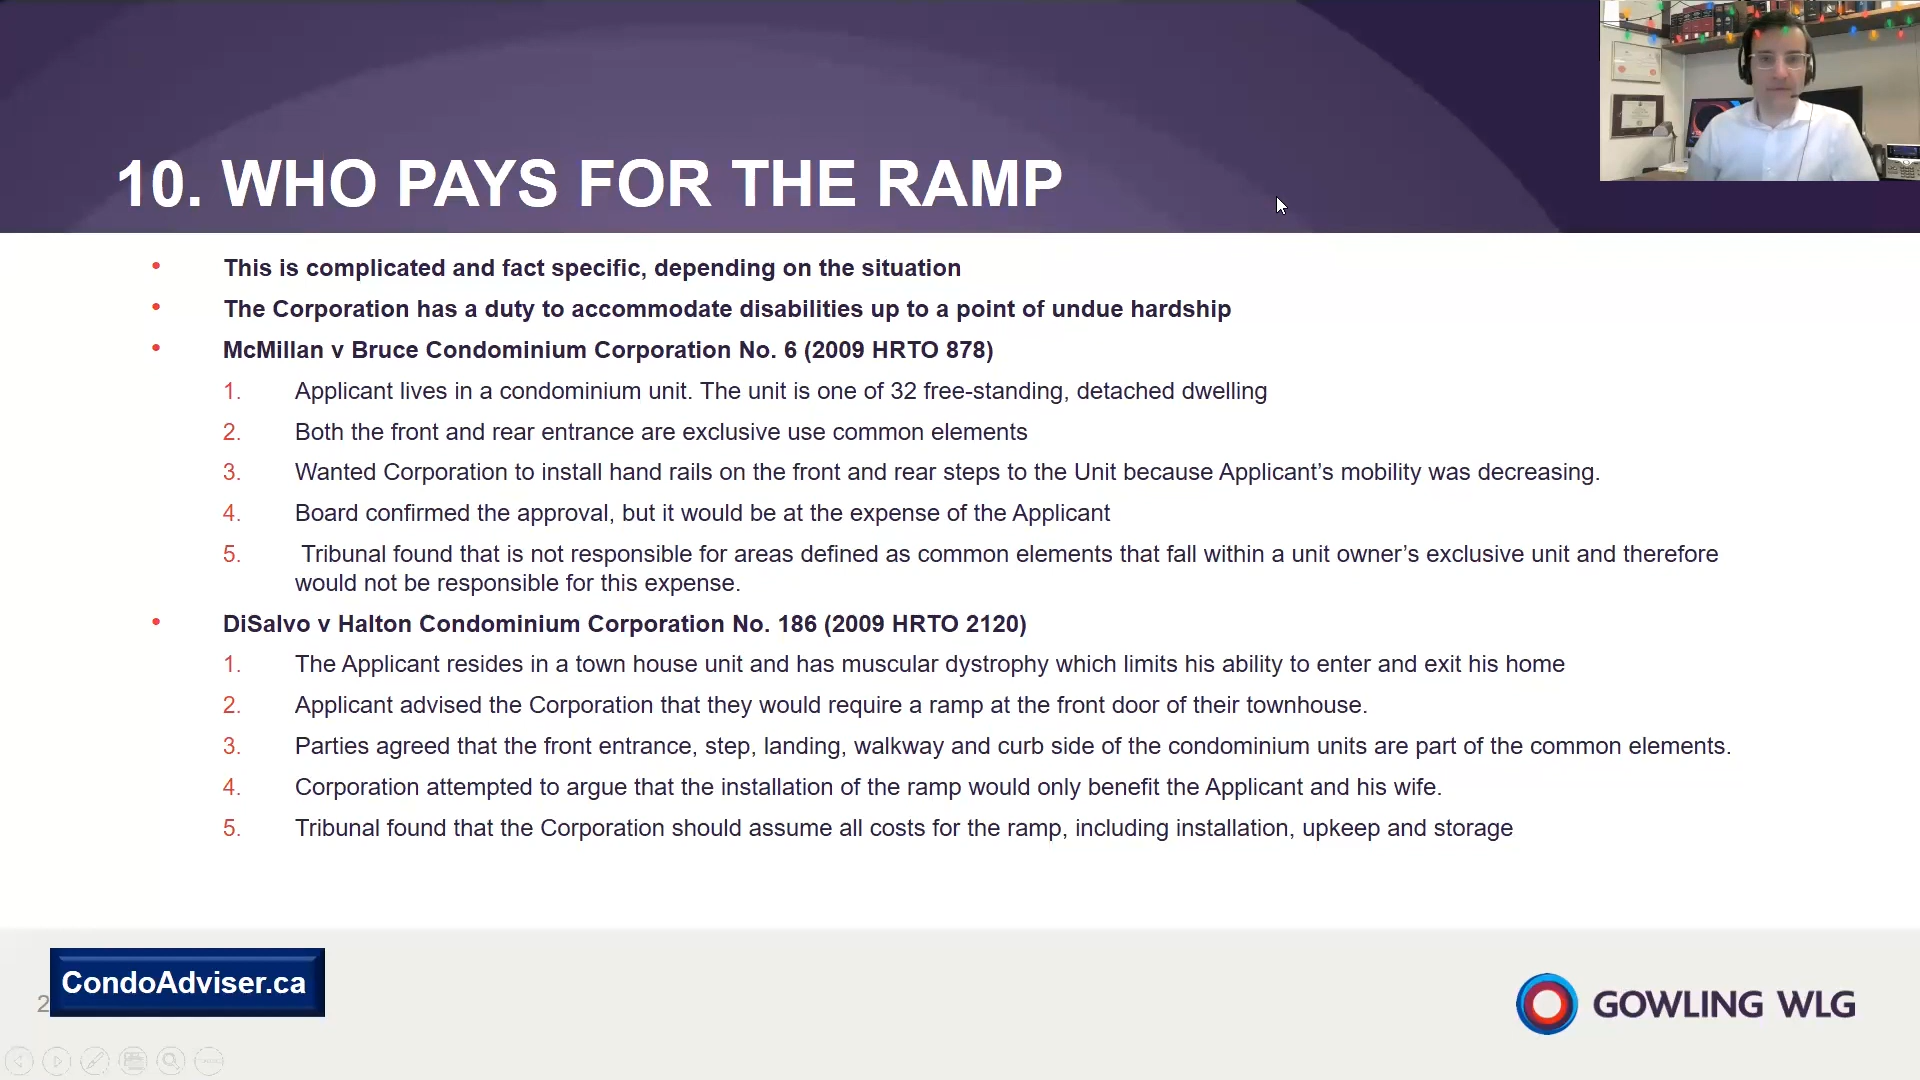 10. WHO PAYS FOR THE RAMP
• This is complicated and fact specific, depending on the situation
• The Corporation has a duty to accommodate disabilities up to a point of undue hardship
• McMillan v Bruce Condominium Corporation No. 6 (2009 HRTO 878)
1. Applicant lives in a condominium unit. The unit is one of 32 free-standing, detached dwelling
2. Both the front and rear entrance are exclusive use common elements
3. Wanted Corporation to install hand rails on the front and rear steps to the Unit because Applicant’s mobility was decreasing.
4. Board confirmed the approval, but it would be at the expense of the Applicant
5. Tribunal found that is not responsible for areas defined as common elements that fall within a unit owner’s exclusive unit and therefore
would not be responsible for this expense.
• DiSalvo v Halton Condominium Corporation No. 186 (2009 HRTO 2120)
1. The Applicant resides in a town house unit and has muscular dystrophy which limits his ability to enter and exit his home
2. Applicant advised the Corporation that they would require a ramp at the front door of their townhouse.
3. Parties agreed that the front entrance, step, landing, walkway and curb side of the condominium units are part of the common elements.
4. Corporation attempted to argue that the installation of the ramp would only benefit the Applicant and his wife.
5. Tribunal found that the Corporation should assume all costs for the ramp, including installation, upkeep and storage
2
CondoAdviser.ca
GOWLING WLG